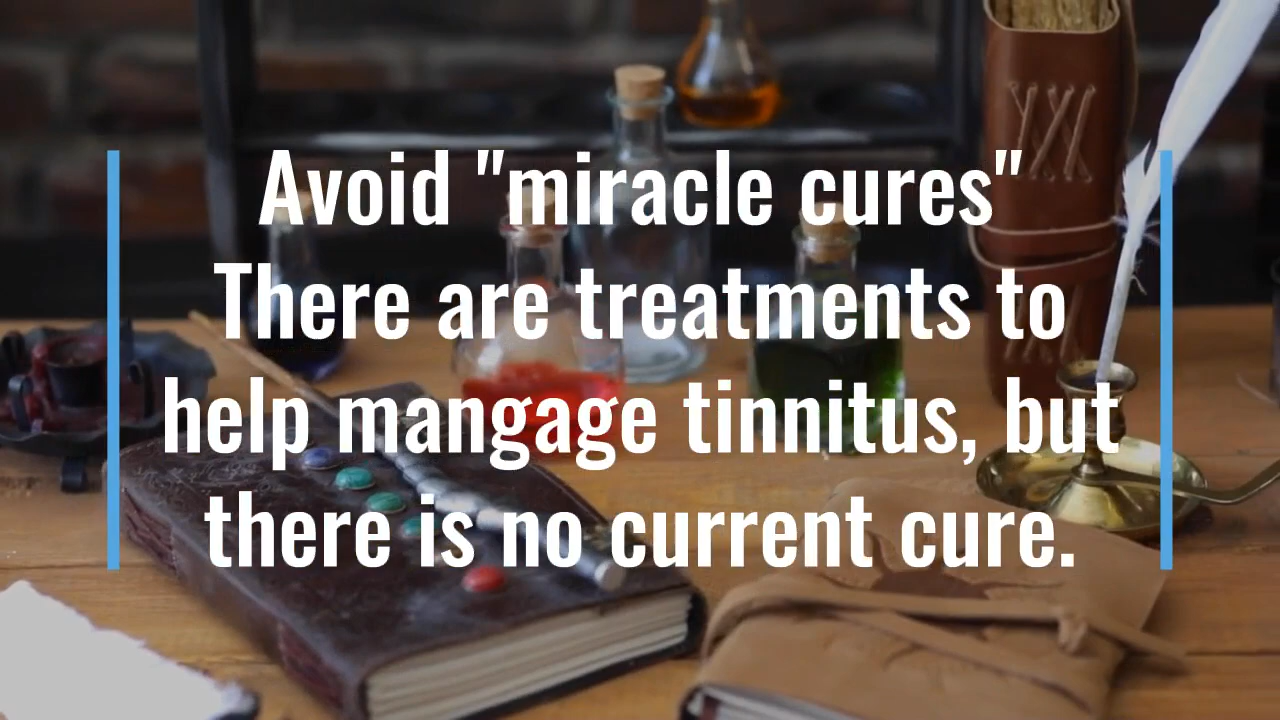 Avoid "miracle cures"
There are treatments to
help mangage tinnitus, but
there is no current cure.